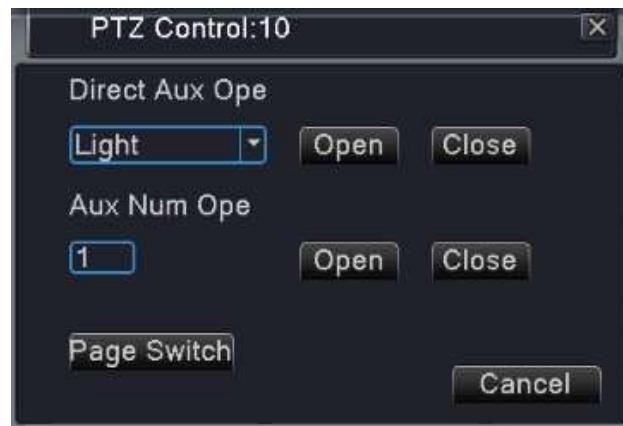 PTZ Control:10
Direct Aux Ope
Light Open Close
Aux Num Ope
1 Open Close
Page Switch
Cancel